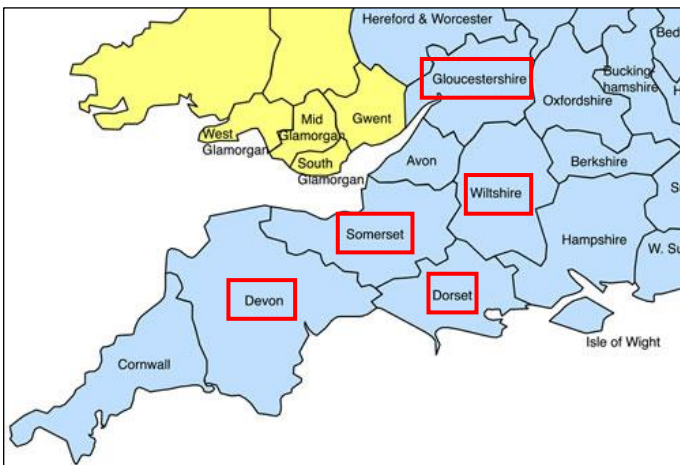 Hereford & Worcester
Bed
Gloucestershire
Bucking-
hamshire
H
Oxfordshire
Mid
Glamorgan
Gwent
West
Glamorgan
South
Glamorgan
Avon
Berkshire
Wiltshire
Su
Somerset
Hampshire
W. Su
Devon
Dorset
Isle of Wight
Cornwall